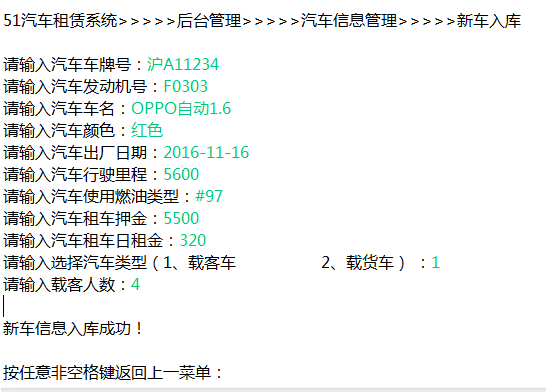 51汽车租赁系统>>>>>后台管理>>>>>汽车信息管理>>>>>新车入库
请输入汽车车牌号：沪A11234
请输入汽车发动机号：F0303
请输入汽车车名：OPPO自动1.6
请输入汽车颜色：红色
请输入汽车出厂日期：2016-11-16
请输入汽车行驶里程：5600
请输入汽车使用燃油类型：#97
请输入汽车租车押金：5500
请输入汽车租车日租金：320
请输入选择汽车类型（1、载客车 2、载货车 ）：1
请输入载客人数：4
新车信息入库成功！
按任意非空格键返回上一菜单：